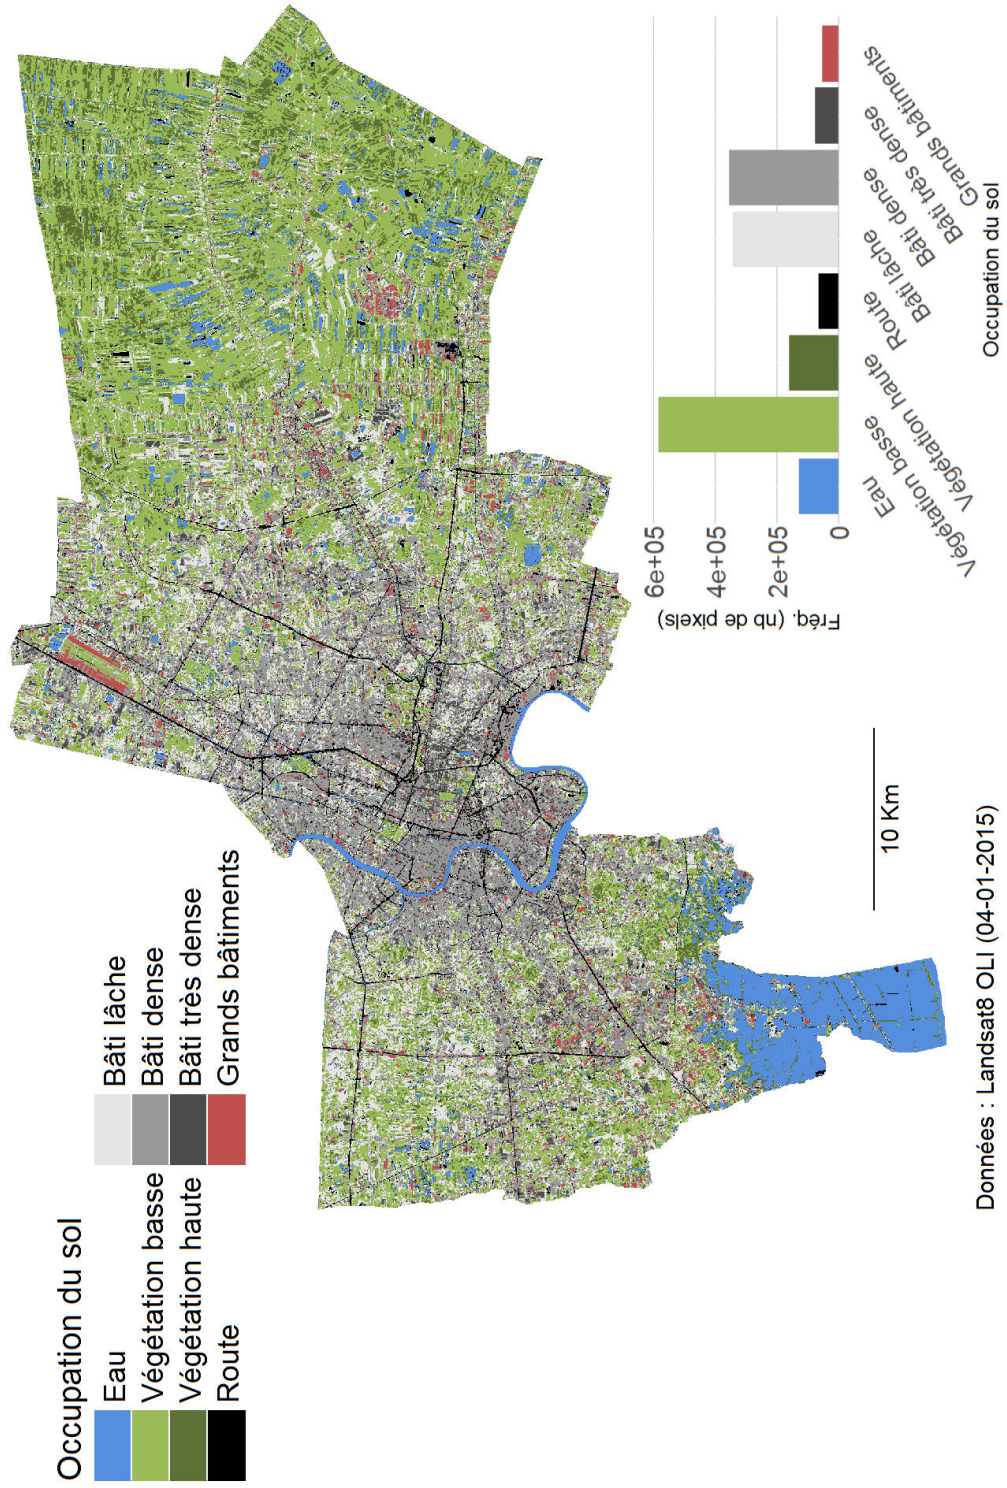 Occupation du sol
Eau
Végétation basse
Végétation haute
Route
Bâti lâche
Bâti dense
Bâti très dense
Grands bâtiments
Fréq. (nb de pixels)
6e+05
4e+05
2e+05
0
Eau
Végétation basse
Végétation haute
Route
Bâti lâche
Bâti dense
Bâti très dense
Grands bâtiments
Occupation du sol
10 Km
Données : Landsat8 OLI (04-01-2015)